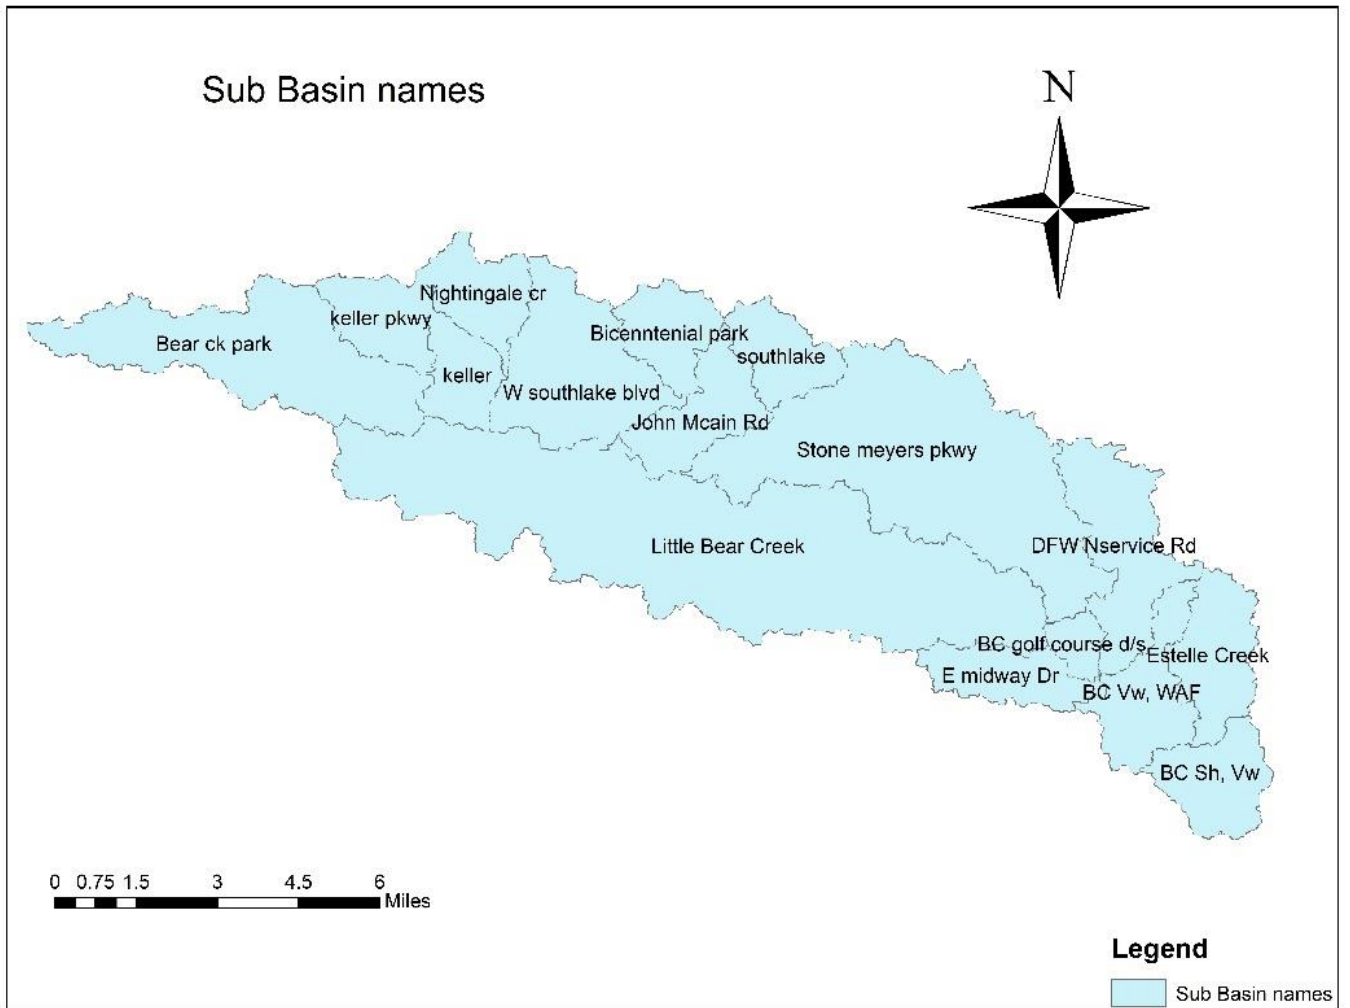 Sub Basin names
N
Nightingale cr
keller pkwy
Bear ck park
Bicenntenial park
southlake
keller
W southlake blvd
John Mcain Rd
Stone meyers pkwy
Little Bear Creek
DFW Nservice Rd
BC golf course d/s
Estelle Creek
E midway Dr
BC Vw, WAF
BC Sh, Vw
0 0.75 1.5 3 4.5 6
Miles
Legend
Sub Basin names